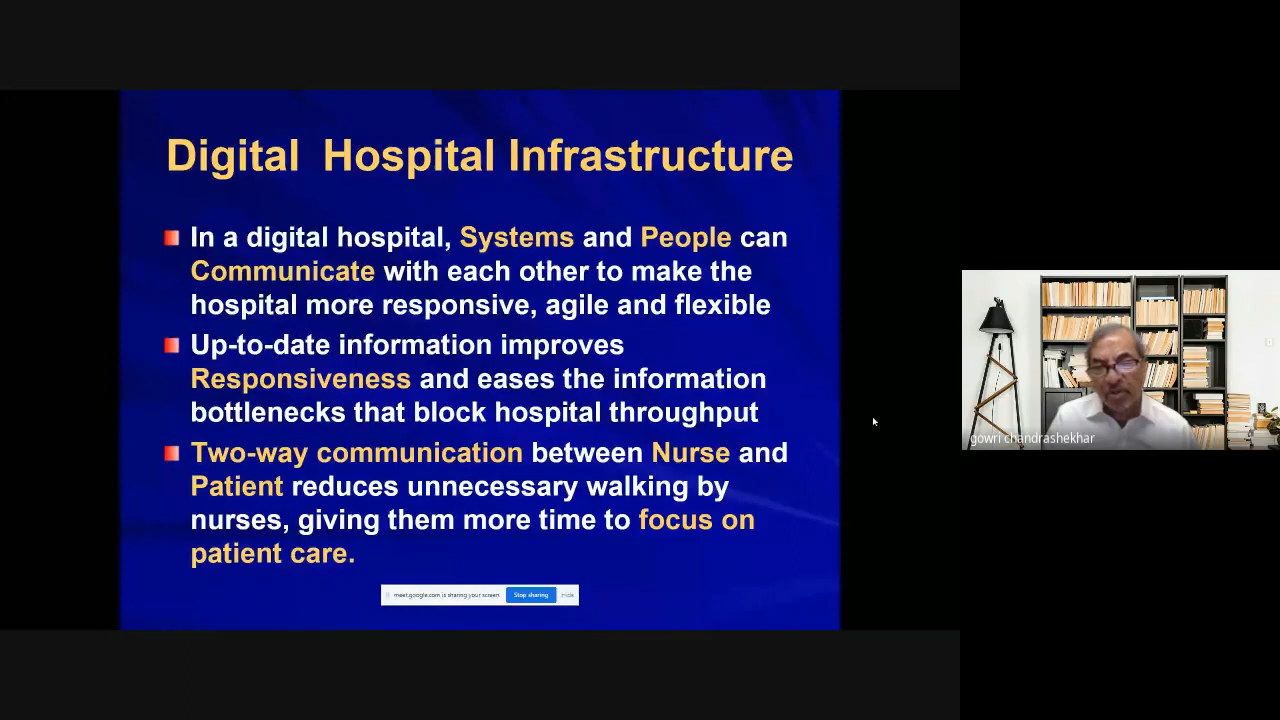 Digital Hospital Infrastructure
In a digital hospital, Systems and People can
Communicate with each other to make the
hospital more responsive, agile and flexible
Up-to-date information improves
Responsiveness and eases the information
bottlenecks that block hospital throughput
Two-way communication between Nurse and
Patient reduces unnecessary walking by
nurses, giving them more time to focus on
patient care.
meet.google.com is sharing your screen Stop sharing Hide
gowri chandrashekhar